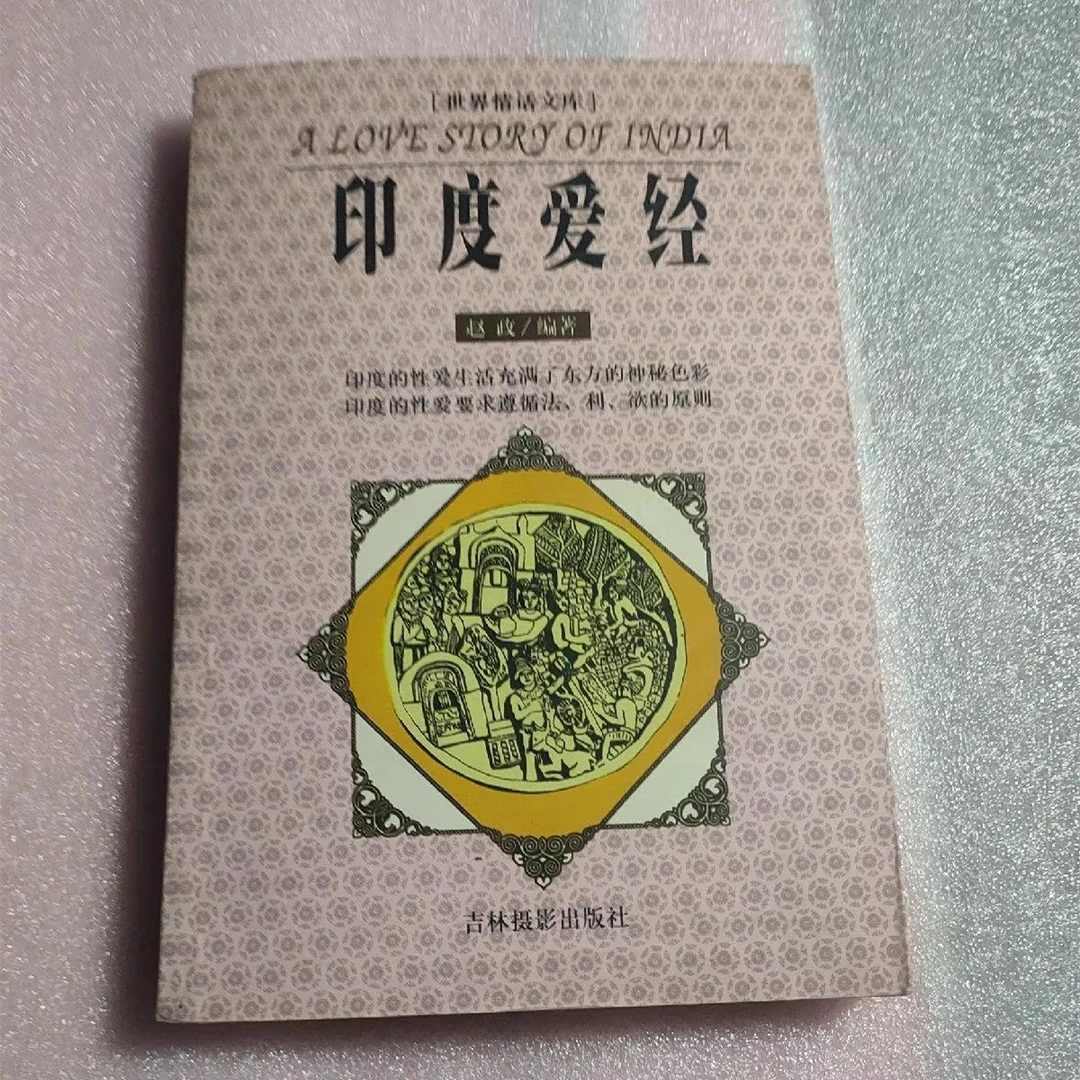 [世界情话文库]
A LOVE STORY OF INDIA
印度爱经
赵 政/编著
印度的性爱生活充满了东方的神秘色彩
印度的性爱要求遵循法、利、欲的原则
吉林摄影出版社